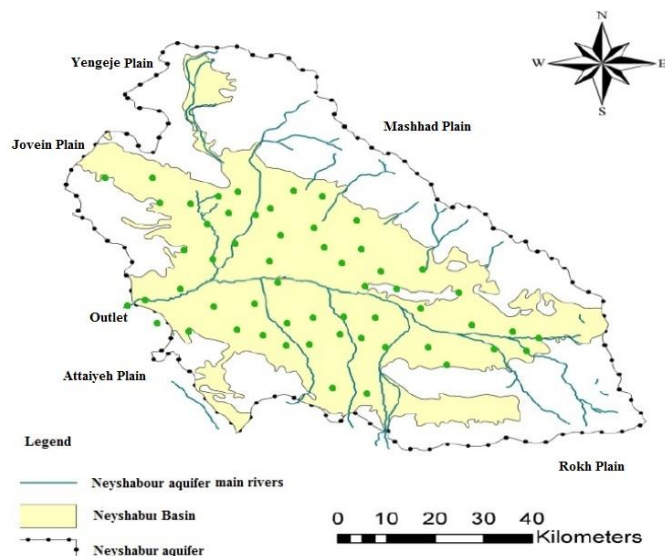 N
Yengeje Plain
W
E
S
Mashhad Plain
Jovein Plain
Outlet
Attaiyeh Plain
Legend
Rokh Plain
Neyshabour aquifer main rivers
Neyshabur Basin
Neyshabur aquifer
0 10 20 30 40
Kilometers